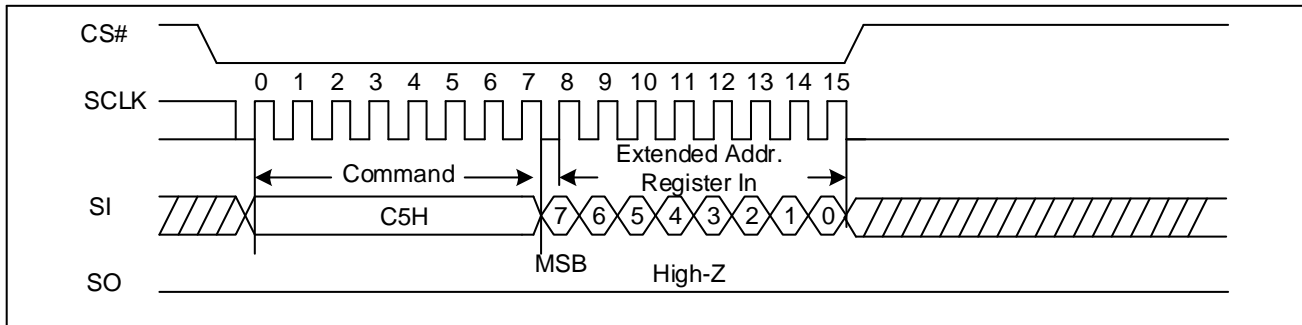 CS#
0 1 2 3 4 5 6 7 8 9 10 11 12 13 14 15
SCLK
Command
Extended Addr.
Register In
SI
C5H
7 6 5 4 3 2 1 0
MSB
High-Z
SO